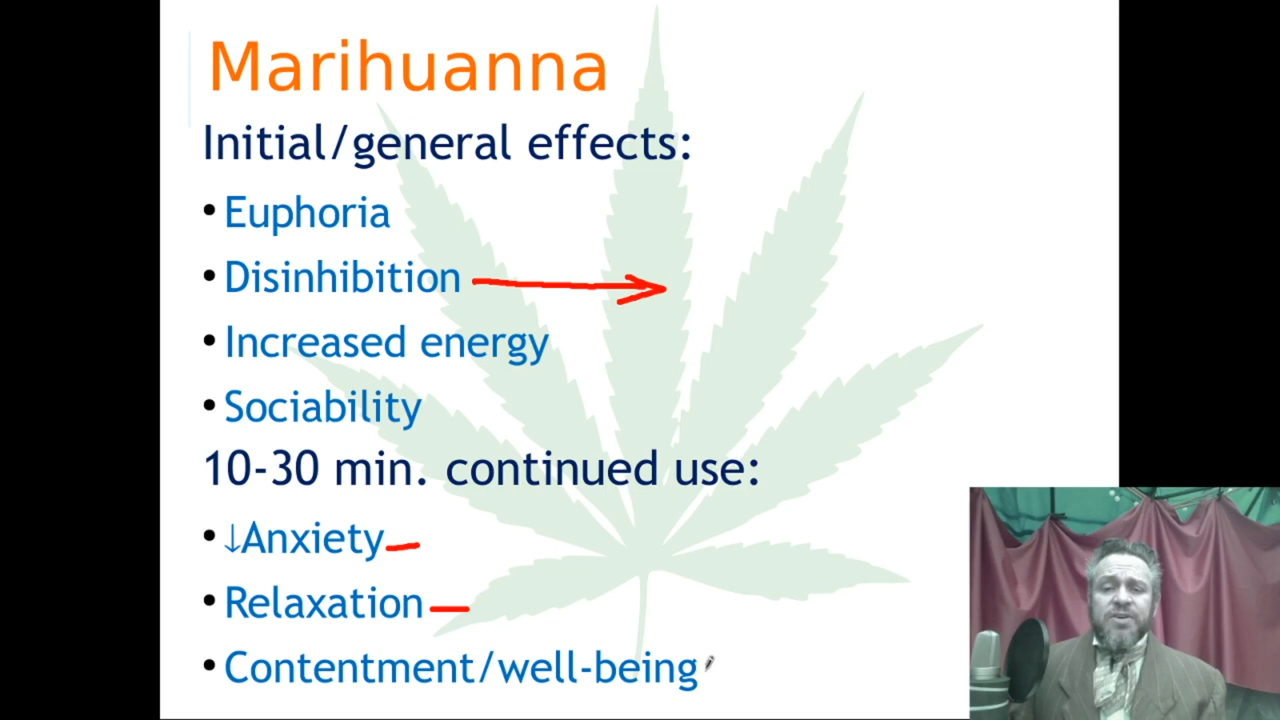 Marihuanna
Initial/general effects:
•Euphoria
•Disinhibition
•Increased energy
•Sociability
10-30 min. continued use:
•↓Anxiety
•Relaxation
•Contentment/well-being